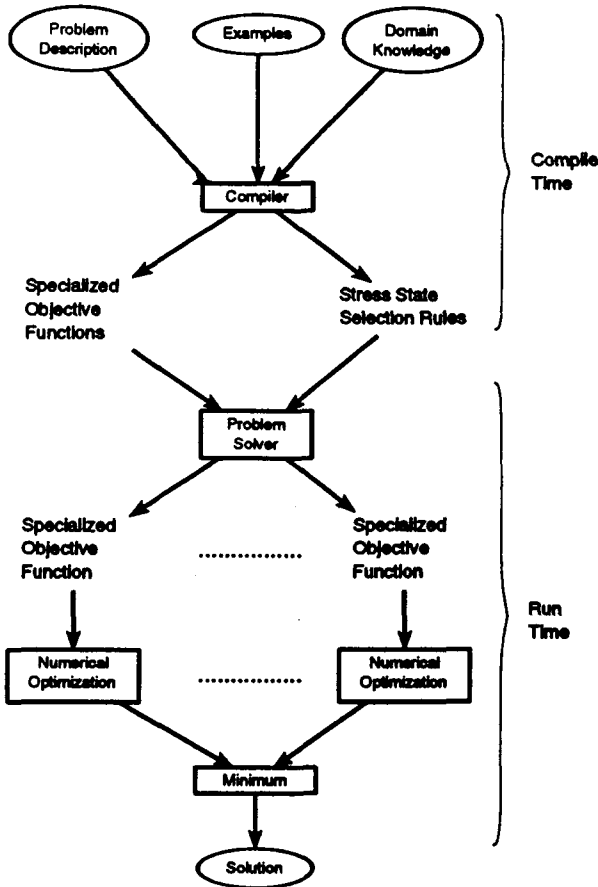 Problem
Description
Examples
Domain
Knowledge
Compile
Time
Compiler
Specialized
Objective
Functions
Stress State
Selection Rules
Problem
Solver
Specialized
Objective
Function
Specialized
Objective
Function
Run
Time
Numerical
Optimization
Numerical
Optimization
Minimum
Solution